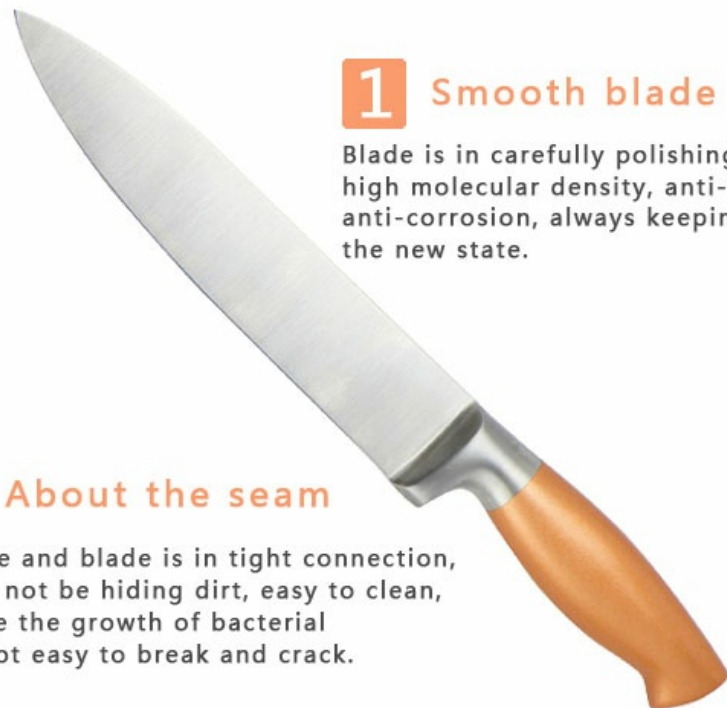 1 Smooth blade
Blade is in carefully polishing
high molecular density, anti-
anti-corrosion, always keeping
the new state.
About the seam
e and blade is in tight connection,
not be hiding dirt, easy to clean,
e the growth of bacterial
ot easy to break and crack.